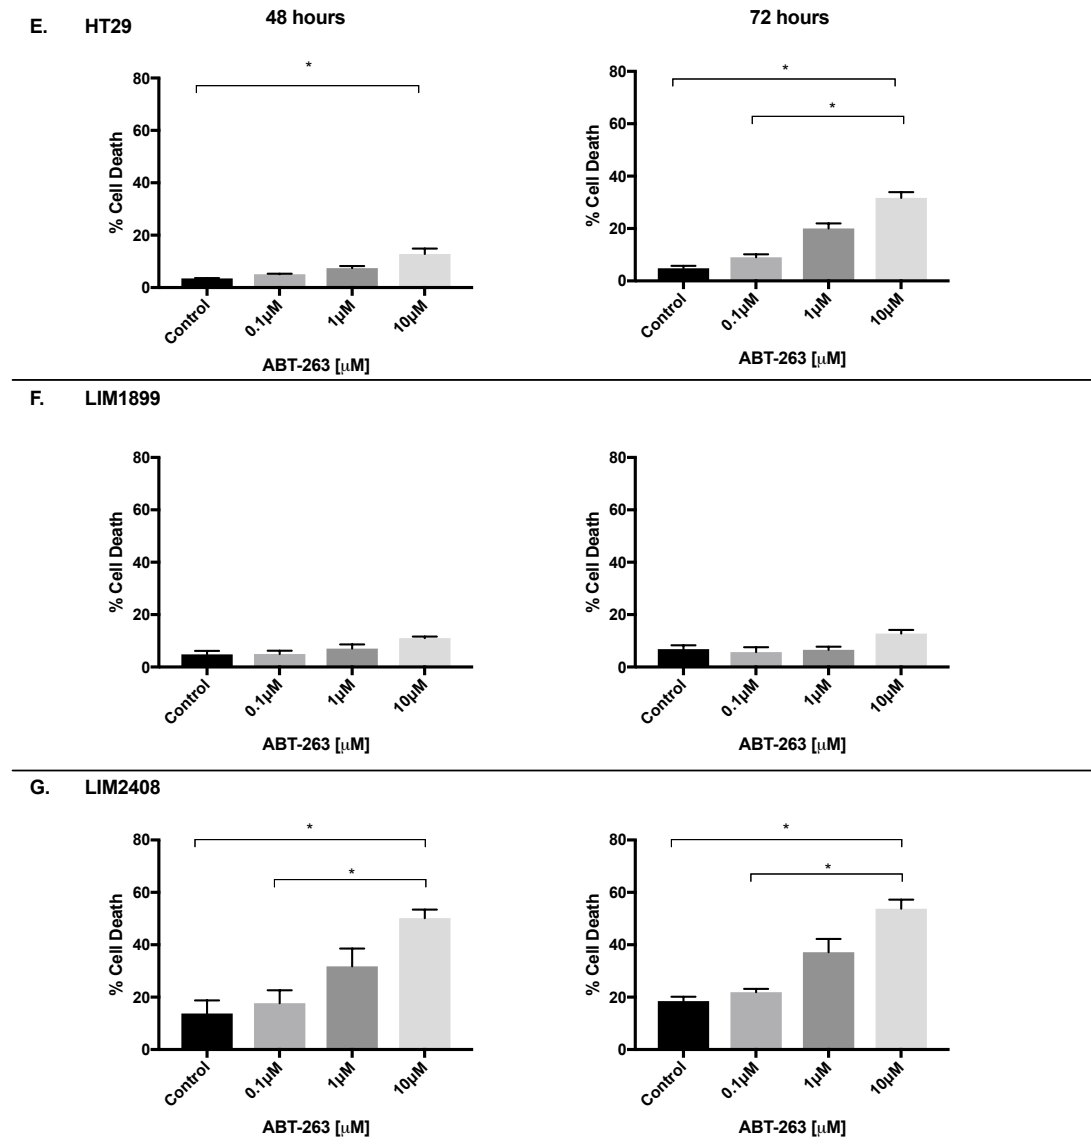 E. HT29 48 hours 72 hours
*
80
60
40
20
0
% Cell Death
Control 0.1µM 1µM 10µM
ABT-263 [µM]
*
*
80
60
40
20
0
% Cell Death
Control 0.1µM 1µM 10µM
ABT-263 [µM]
F. LIM1899
80
60
40
20
0
% Cell Death
Control 0.1µM 1µM 10µM
ABT-263 [µM]
80
60
40
20
0
% Cell Death
Control 0.1µM 1µM 10µM
ABT-263 [µM]
G. LIM2408
*
*
80
60
40
20
0
% Cell Death
Control 0.1µM 1µM 10µM
ABT-263 [µM]
*
*
80
60
40
20
0
% Cell Death
Control 0.1µM 1µM 10µM
ABT-263 [µM]